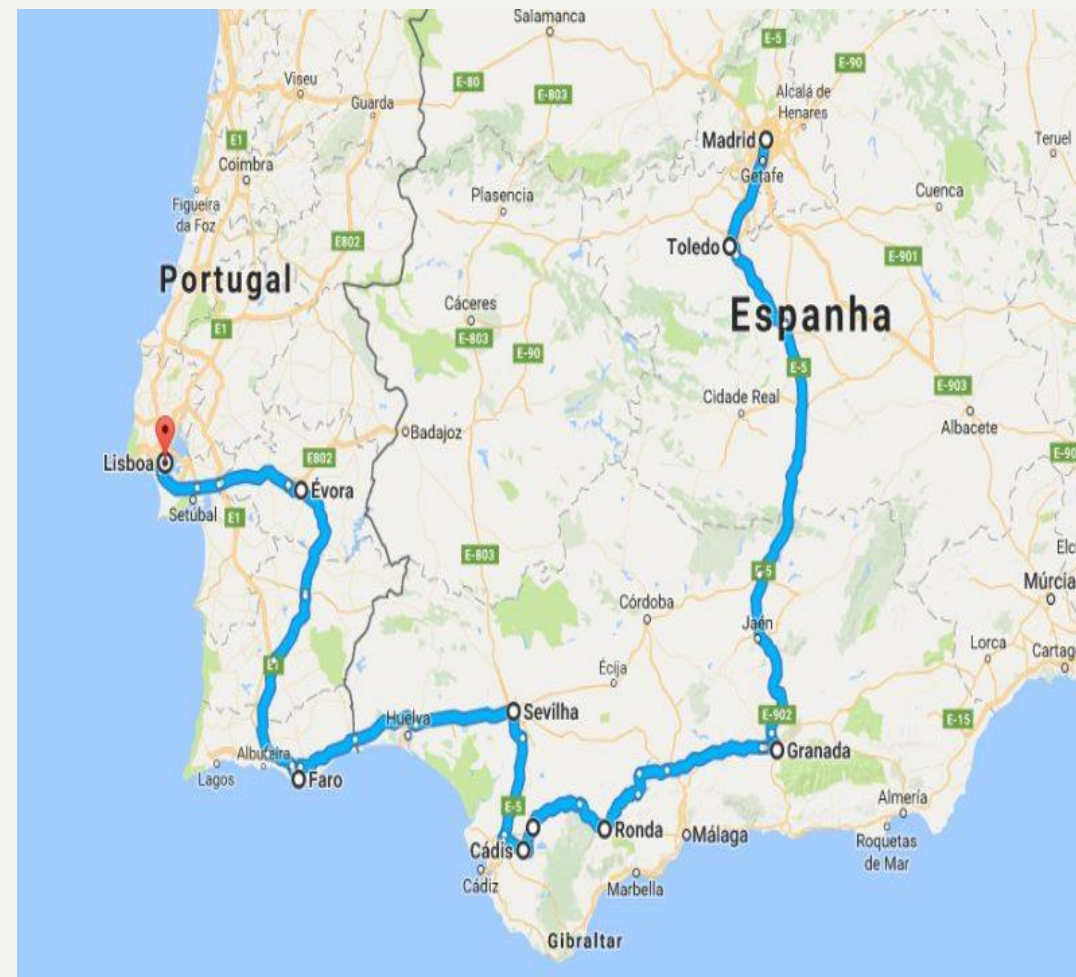 Salamanca
E-5
E-90
E-80
E-803
Viseu
Guarda
Alcalá de
Henares
E1
Madrid
Teruel
Coimbra
Getafe
Plasencia
Cuenca
Figueira
da Foz
E802
Toledo
E-901
Portugal
Cáceres
Espanha
E1
E-803
E-90
E-5
E-903
Cidade Real
Albacete
Badajoz
E-90
Lisboa
E802
Évora
Setúbal
E1
Elc
E-803
E-5
Múrcia
Córdoba
Jaén
Lorca
Cartag
E1
Écija
Huelva
Sevilha
E-902
E-15
Albufeira
Granada
Lagos
Faro
E-5
Almería
Ronda
Málaga
Roquetas
de Mar
Cádis
Cádiz
Marbella
Gibraltar